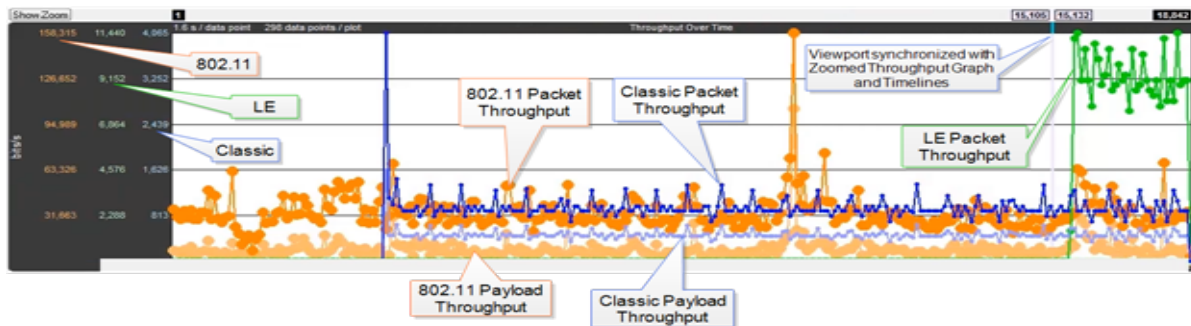 Show Zoom
1
15,105
15,132
18,842
1.6 s / data point 296 data points / plot
Throughput Over Time
158,315 11,440 4,065
126,652 9,152 3,252
94,989 6,864 2,439
63,326 4,576 1,626
31,663 2,288 813
bits/s
802.11
LE
Classic
802.11 Packet
Throughput
Classic Packet
Throughput
Viewport synchronized with
Zoomed Throughput Graph
and Timelines
LE Packet
Throughput
802.11 Payload
Throughput
Classic Payload
Throughput